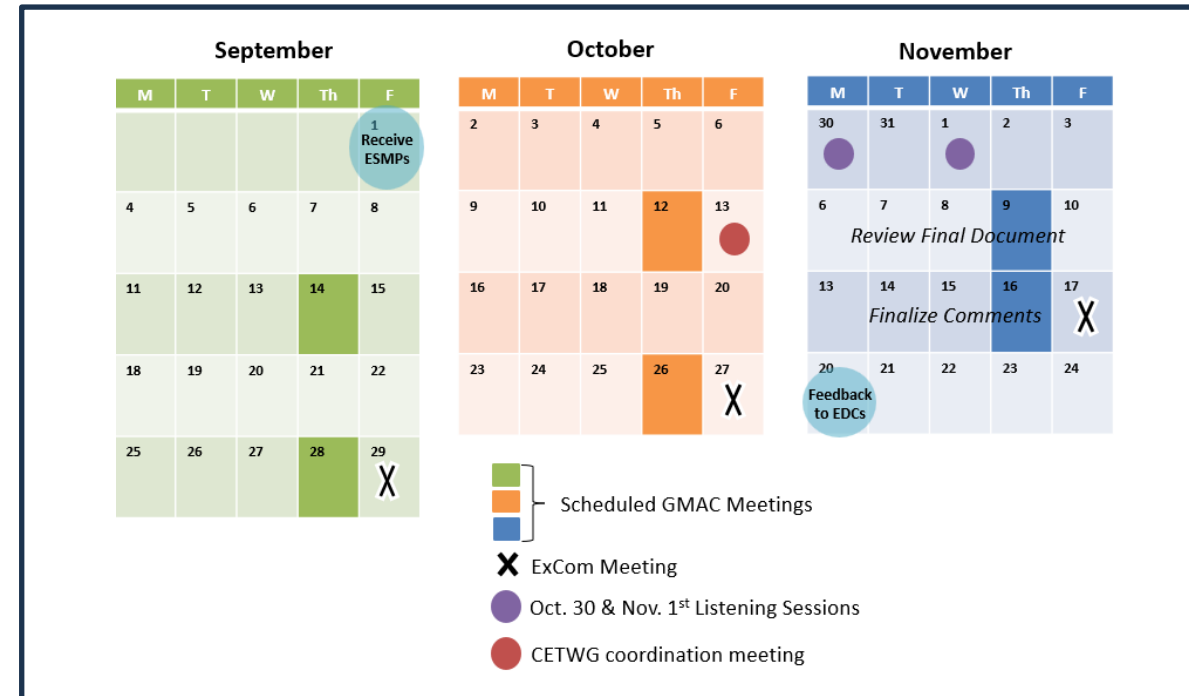 September
M T W Th F
1
Receive
ESMPs
4 5 6 7 8
11 12 13 14 15
18 19 20 21 22
25 26 27 28 29
X
October
M T W Th F
2 3 4 5 6
9 10 11 12 13
16 17 18 19 20
23 24 25 26 27
X
November
M T W Th F
30 31 1 2 3
6 7 8 9 10
Review Final Document
13 14 15 16 17
Finalize Comments X
20 21 22 23 24
Feedback
to EDCs
Scheduled GMAC Meetings
X ExCom Meeting
Oct. 30 & Nov. 1st Listening Sessions
CETWG coordination meeting